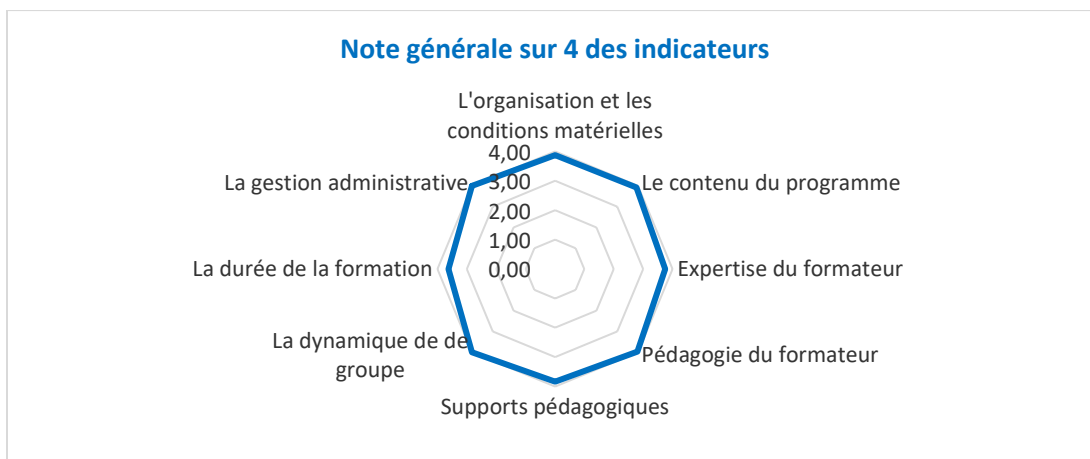 Note générale sur 4 des indicateurs
L'organisation et les
conditions matérielles
4,00
3,00
2,00
1,00
0,00
Le contenu du programme
Expertise du formateur
Pédagogie du formateur
Supports pédagogiques
La dynamique de de
groupe
La durée de la formation
La gestion administrative